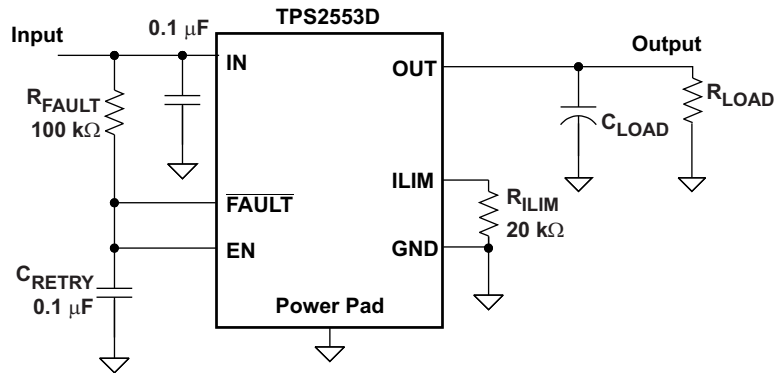 TPS2553D
0.1 μF
Input
Output
IN
OUT
R_FAULT
100 kΩ
R_LOAD
C_LOAD
ILIM
R_ILIM
20 kΩ
FAULT
EN
GND
C_RETRY
0.1 μF
Power Pad